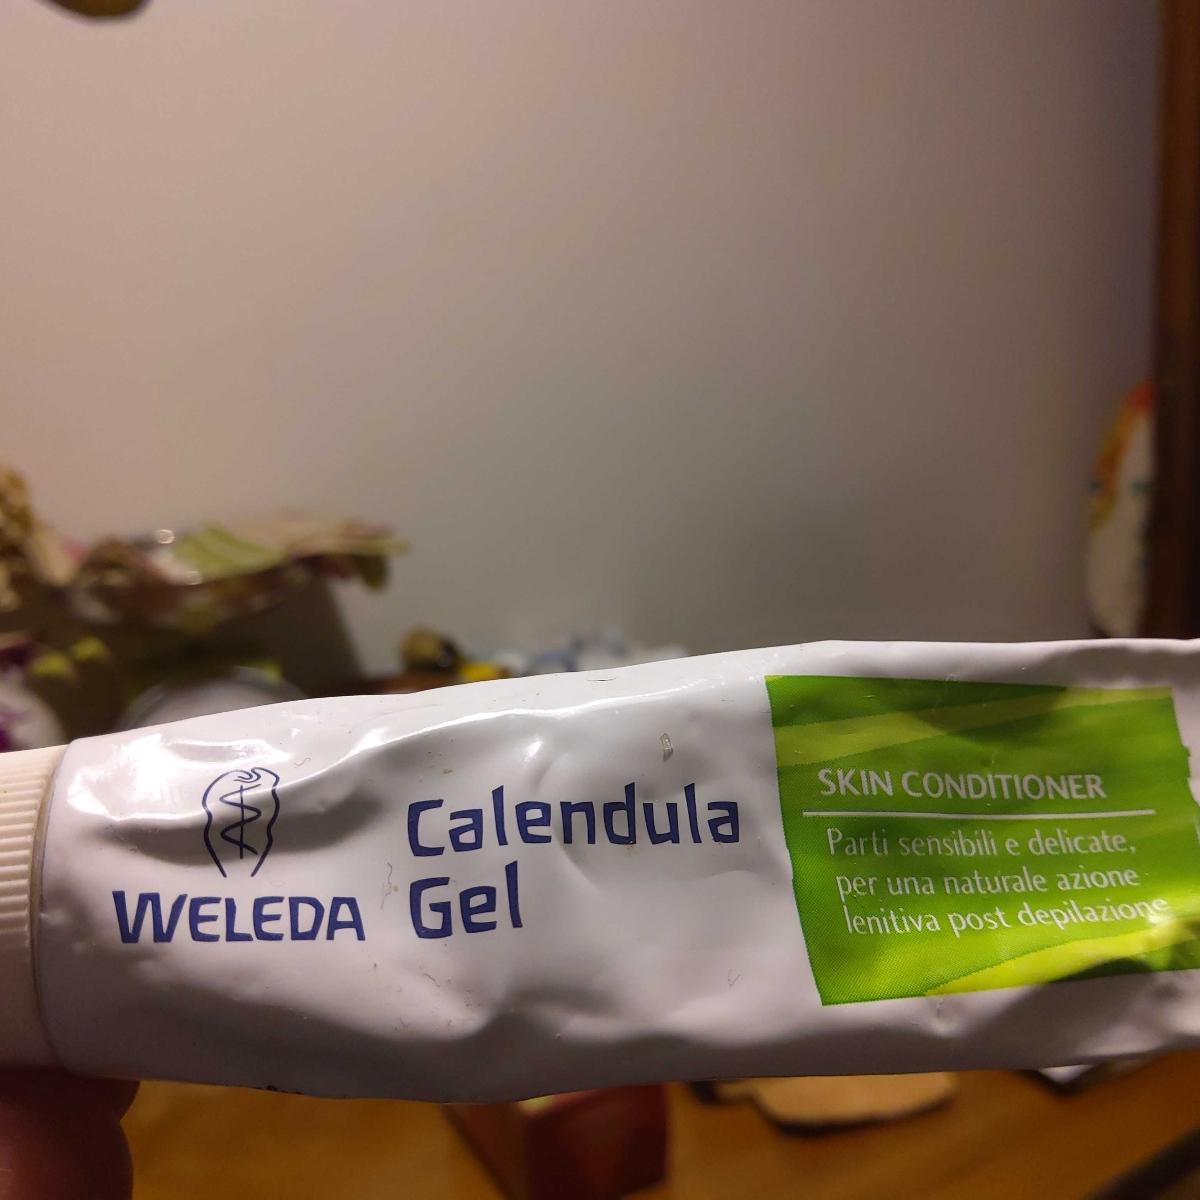 WELEDA
Calendula
Gel
SKIN CONDITIONER
Parti sensibili e delicate,
per una naturale azione
lenitiva post depilazione